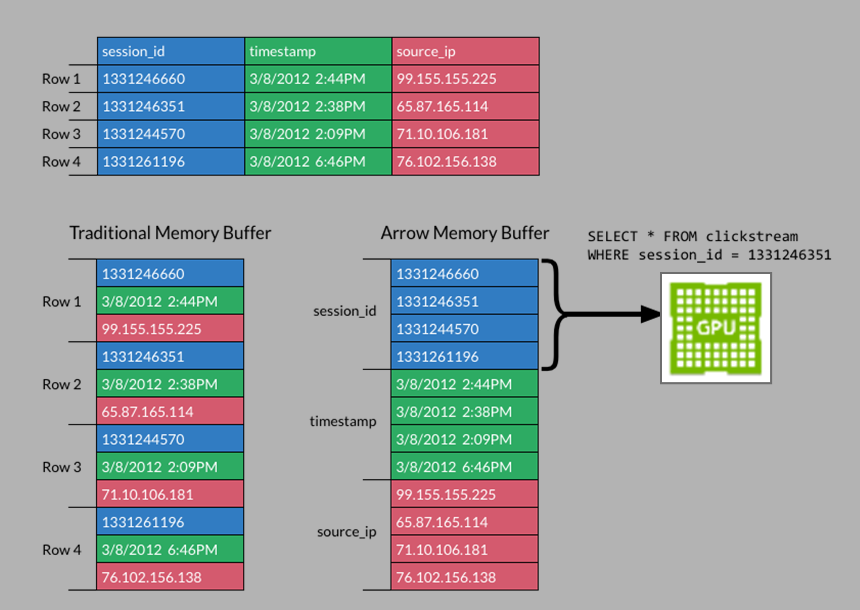 session_id timestamp source_ip
Row 1 1331246660 3/8/2012 2:44PM 99.155.155.225
Row 2 1331246351 3/8/2012 2:38PM 65.87.165.114
Row 3 1331244570 3/8/2012 2:09PM 71.10.106.181
Row 4 1331261196 3/8/2012 6:46PM 76.102.156.138
Traditional Memory Buffer
Row 1
1331246660
3/8/2012 2:44PM
99.155.155.225
Row 2
1331246351
3/8/2012 2:38PM
65.87.165.114
Row 3
1331244570
3/8/2012 2:09PM
71.10.106.181
Row 4
1331261196
3/8/2012 6:46PM
76.102.156.138
Arrow Memory Buffer
session_id
1331246660
1331246351
1331244570
1331261196
timestamp
3/8/2012 2:44PM
3/8/2012 2:38PM
3/8/2012 2:09PM
3/8/2012 6:46PM
source_ip
99.155.155.225
65.87.165.114
71.10.106.181
76.102.156.138
SELECT * FROM clickstream
WHERE session_id = 1331246351
GPU